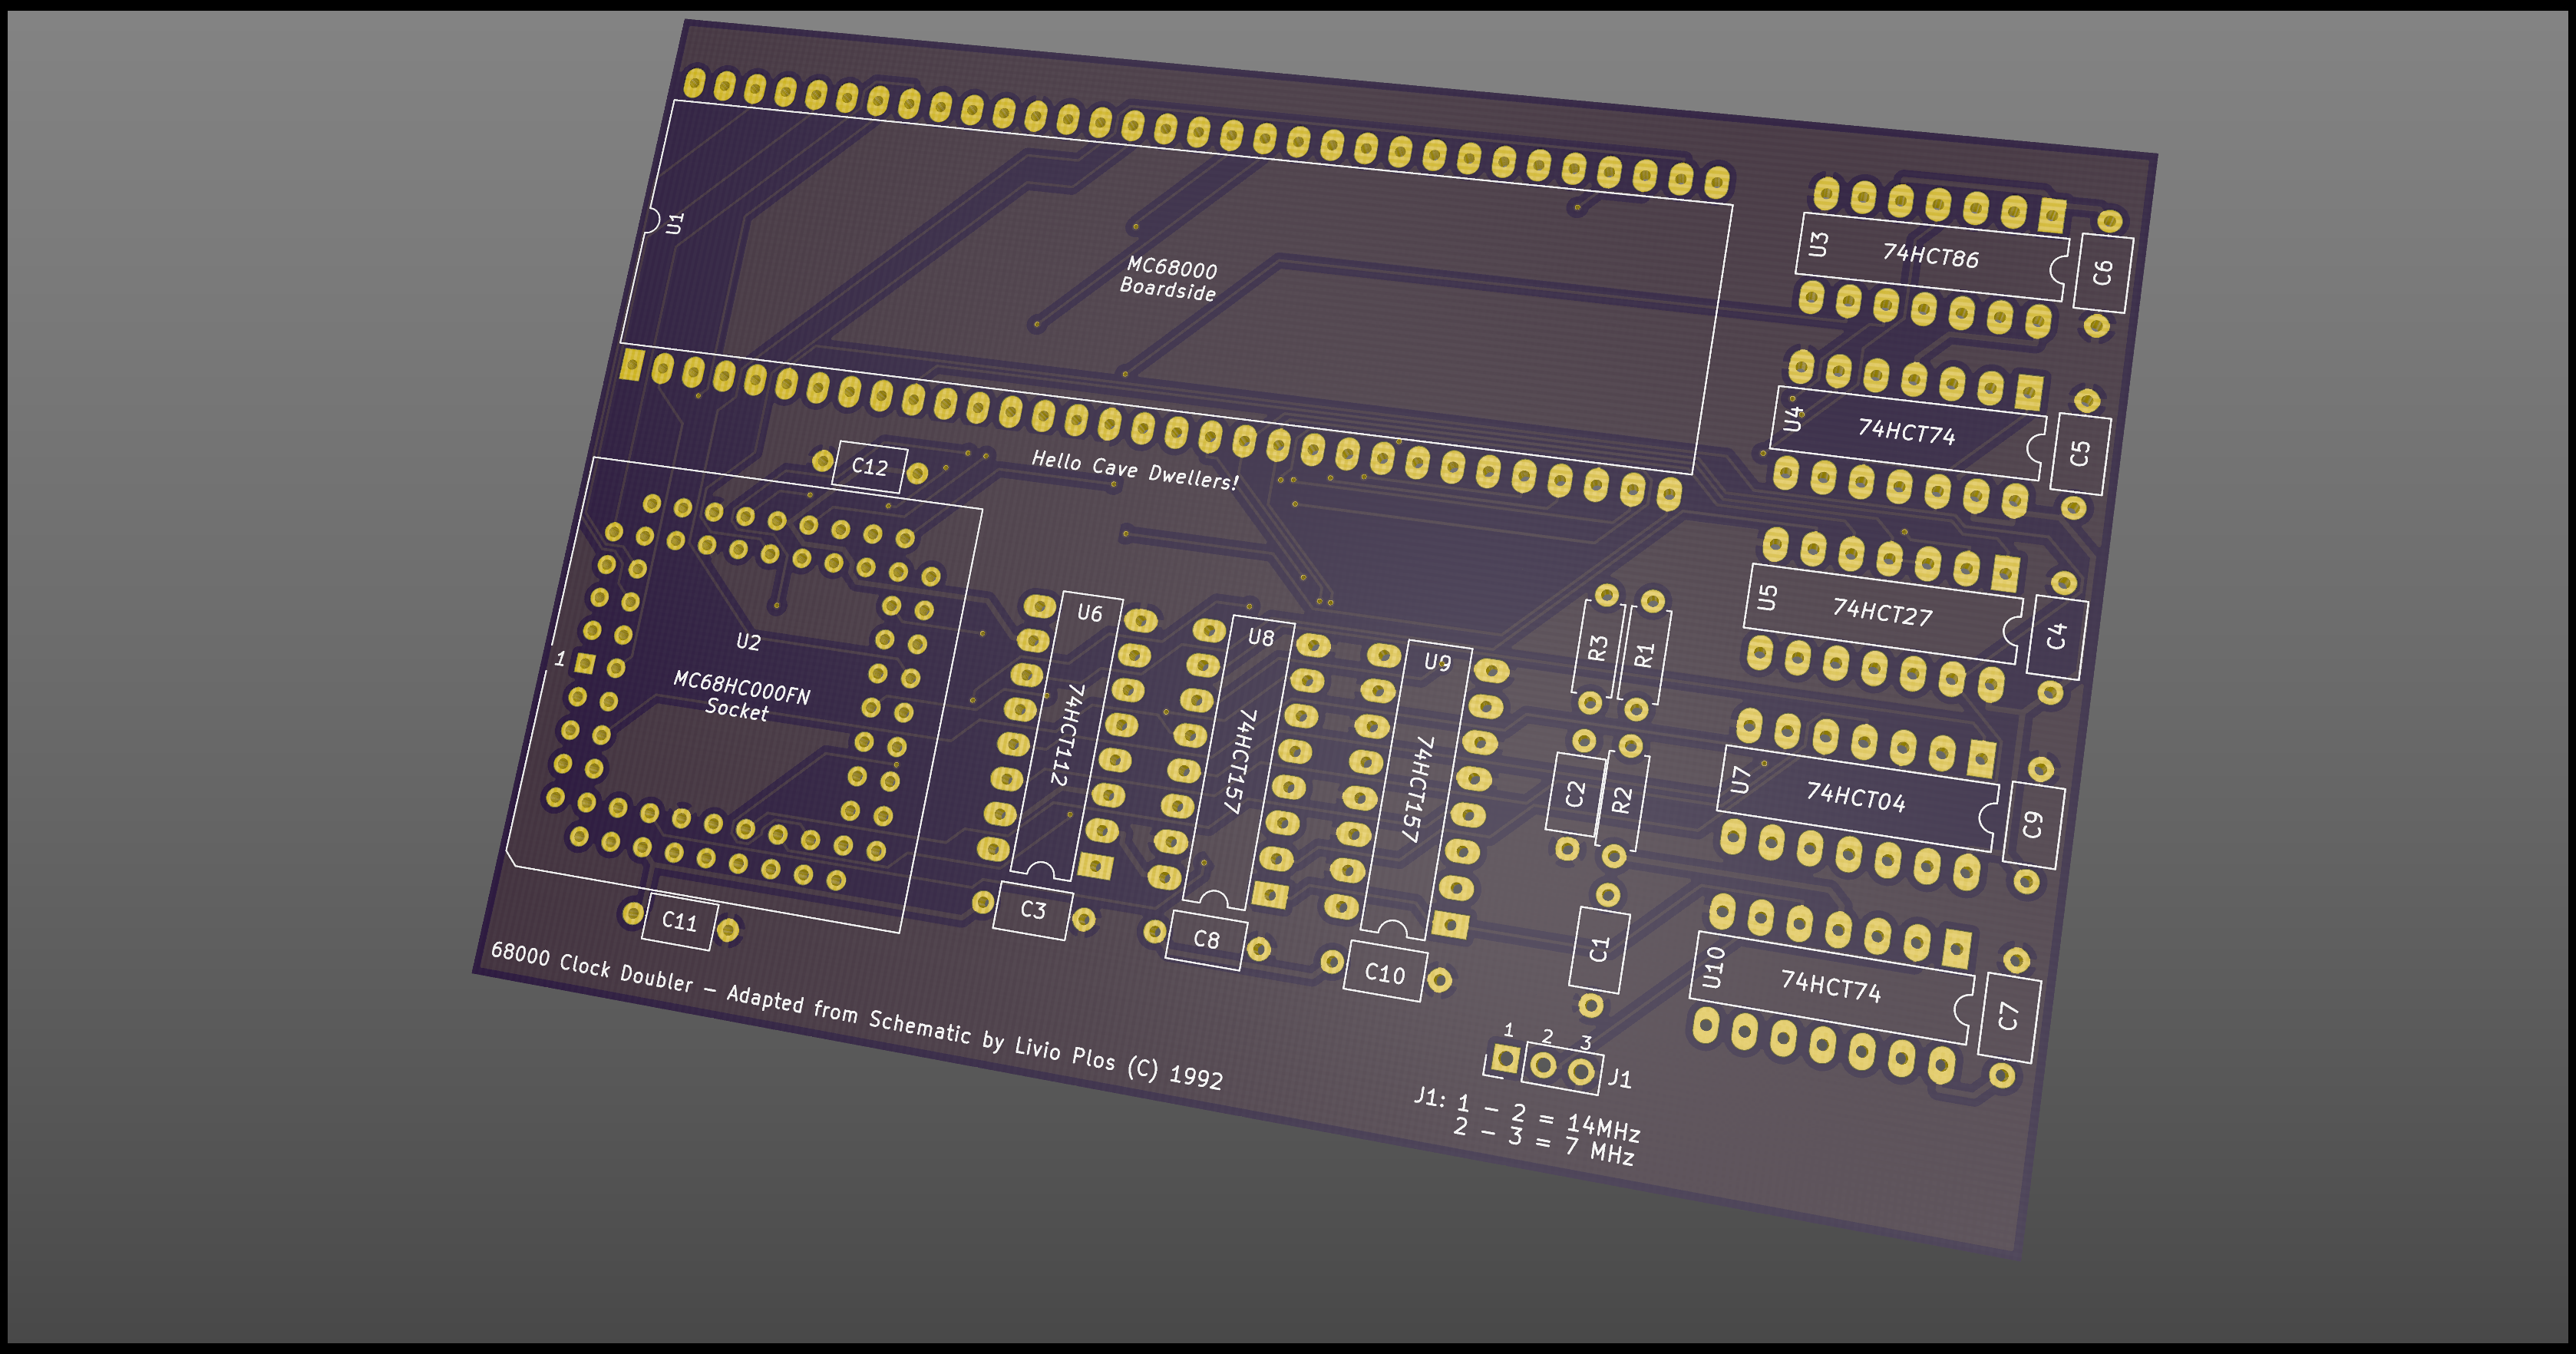 U1
MC68000
Boardside
U3
74HCT86
C6
U4
74HCT74
C5
Hello Cave Dwellers!
C12
U5
74HCT27
C4
U2
1
MC68HC000FN
Socket
U6
74HCT112
U8
74HCT157
U9
74HCT157
R3
R1
C2
R2
U7
74HCT04
C9
C11
C3
C8
C10
C1
U10
74HCT74
C7
68000 Clock Doubler – Adapted from Schematic by Livio Plos (C) 1992
1 2 3
J1
J1: 1 – 2 = 14MHz
2 – 3 = 7 MHz